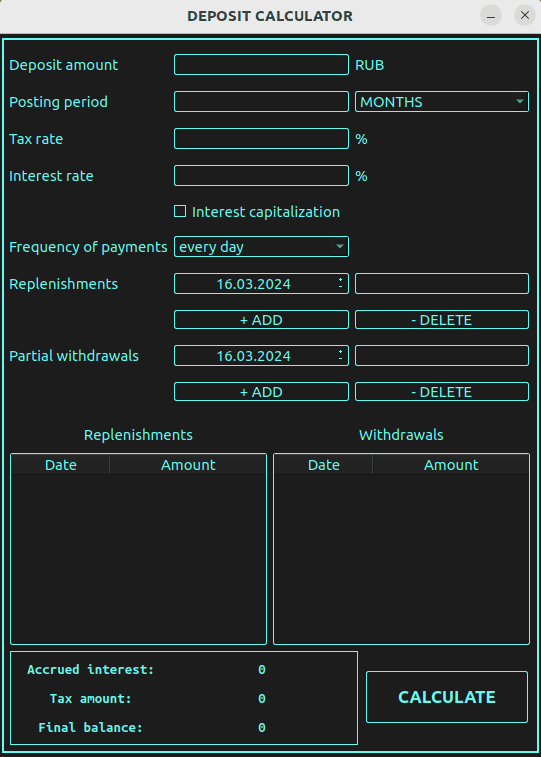 DEPOSIT CALCULATOR
Deposit amount RUB
Posting period MONTHS
Tax rate %
Interest rate %
Interest capitalization
Frequency of payments every day
Replenishments 16.03.2024
+ ADD - DELETE
Partial withdrawals 16.03.2024
+ ADD - DELETE
Replenishments Withdrawals
Date Amount Date Amount
Accrued interest: 0
Tax amount: 0
Final balance: 0
CALCULATE